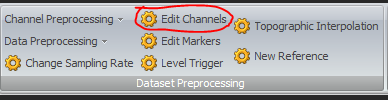 Channel Preprocessing
Edit Channels
Topographic Interpolation
Data Preprocessing
Edit Markers
Change Sampling Rate
Level Trigger
New Reference
Dataset Preprocessing